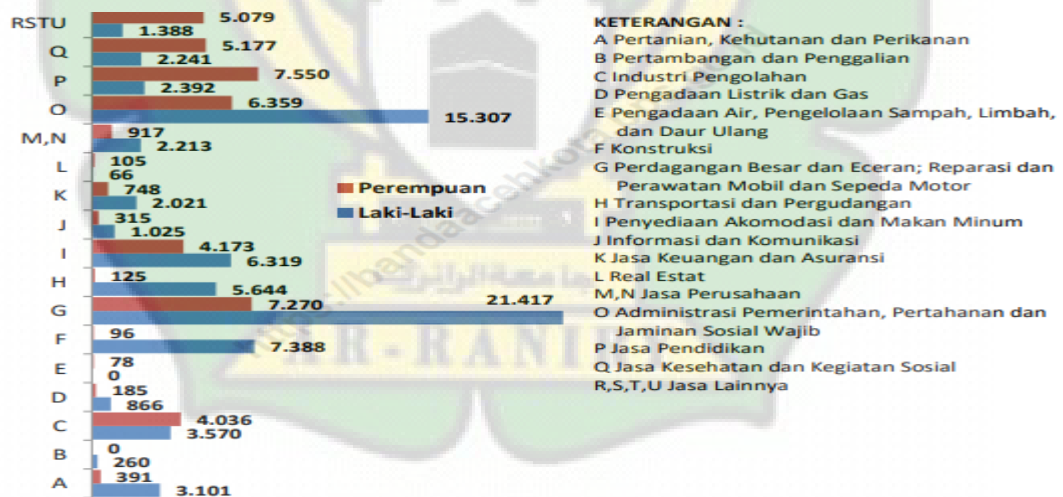 RSTU 5.079
1.388
Q 5.177
2.241
P 7.550
2.392
O 6.359
15.307
M,N 917
2.213
L 105
66
K 748
2.021
J 315
1.025
I 4.173
6.319
H 125
5.644
G 7.270
21.417
F 96
7.388
E 78
0
D 185
866
C 4.036
3.570
B 0
260
A 391
3.101
Perempuan
Laki-Laki
KETERANGAN :
A Pertanian, Kehutanan dan Perikanan
B Pertambangan dan Penggalian
C Industri Pengolahan
D Pengadaan Listrik dan Gas
E Pengadaan Air, Pengelolaan Sampah, Limbah,
dan Daur Ulang
F Konstruksi
G Perdagangan Besar dan Eceran; Reparasi dan
Perawatan Mobil dan Sepeda Motor
H Transportasi dan Pergudangan
I Penyediaan Akomodasi dan Makan Minum
J Informasi dan Komunikasi
K Jasa Keuangan dan Asuransi
L Real Estat
M,N Jasa Perusahaan
O Administrasi Pemerintahan, Pertahanan dan
Jaminan Sosial Wajib
P Jasa Pendidikan
Q Jasa Kesehatan dan Kegiatan Sosial
R,S,T,U Jasa Lainnya
جامعة الرانري